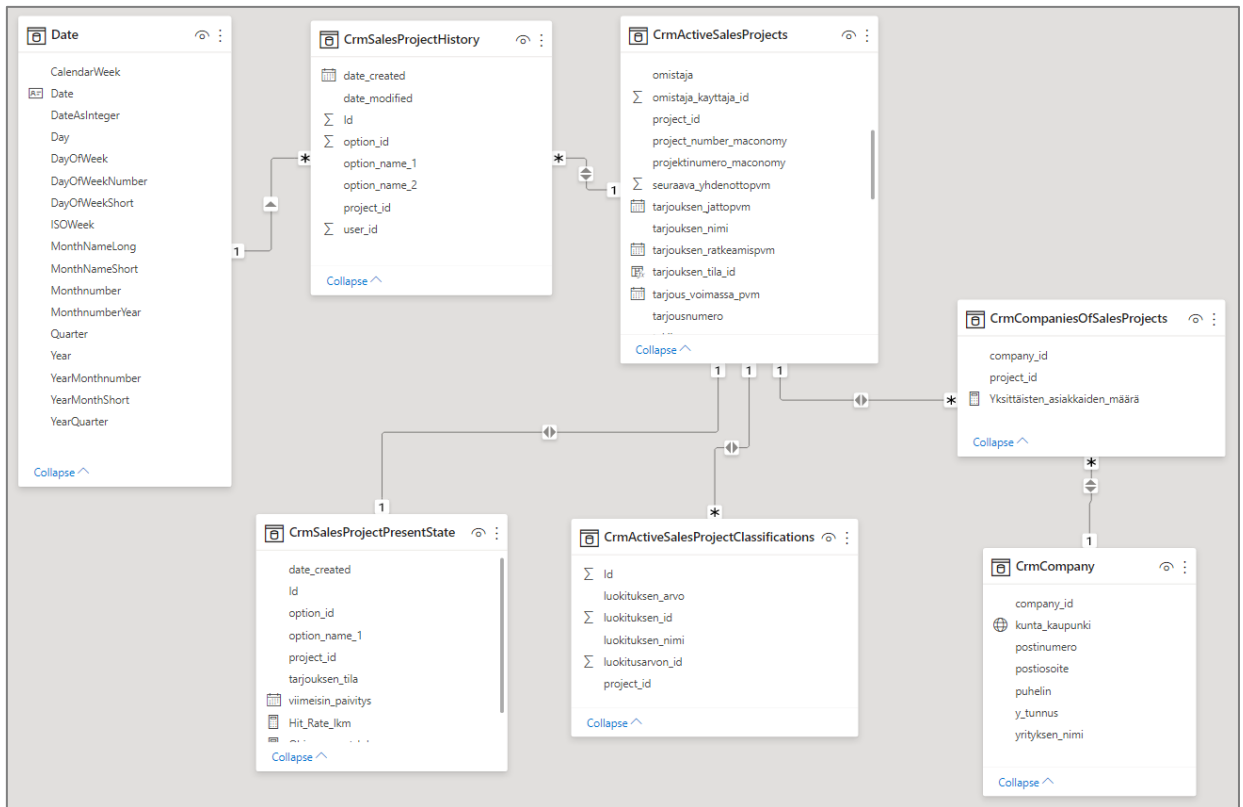 Date
CalendarWeek
Date
DateAsInteger
Day
DayOfWeek
DayOfWeekNumber
DayOfWeekShort
ISOWeek
MonthNameLong
MonthNameShort
Monthnumber
MonthnumberYear
Quarter
Year
YearMonthnumber
YearMonthShort
YearQuarter
Collapse
CrmSalesProjectHistory
date_created
date_modified
Id
option_id
option_name_1
option_name_2
project_id
user_id
Collapse
CrmActiveSalesProjects
omistaja
omistaja_kayttaja_id
project_id
project_number_maconomy
projektinumero_maconomy
seuraava_yhdenottopvm
tarjouksen_jattopvm
tarjouksen_nimi
tarjouksen_ratkeamispvm
tarjouksen_tila_id
tarjous_voimassa_pvm
tarjousnumero
Collapse
CrmCompaniesOfSalesProjects
company_id
project_id
Yksittäisten_asiakkaiden_määrä
Collapse
CrmSalesProjectPresentState
date_created
Id
option_id
option_name_1
project_id
tarjouksen_tila
viimeisin_paivitys
Hit_Rate_lkm
Collapse
CrmActiveSalesProjectClassifications
Id
luokituksen_arvo
luokituksen_id
luokituksen_nimi
luokitusarvon_id
project_id
Collapse
CrmCompany
company_id
kunta_kaupunki
postinumero
postiosoite
puhelin
y_tunnus
yrityksen_nimi
Collapse
1
*
*
1
1
1
1
*
1
*
*
1